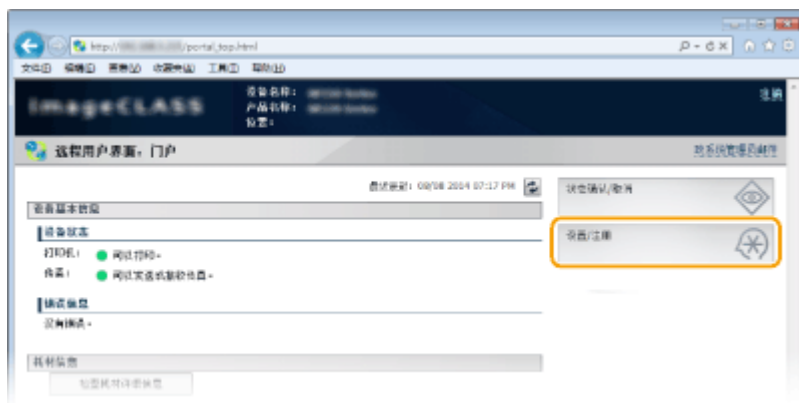 http:// /portal_top.html
文件(F) 编辑(E) 查看(V) 收藏夹(A) 工具(T) 帮助(H)
imageCLASS
设备名称:
产品名称:
位置:
注销
远程用户界面: 门户
致系统管理员邮件
最近更新: 09/08 2014 07:17 PM
设备基本信息
设备状态
打印机: 可以打印。
传真: 可以发送或接收传真。
错误信息
没有错误。
耗材信息
检查耗材详细信息
状态确认/取消
设置/注册